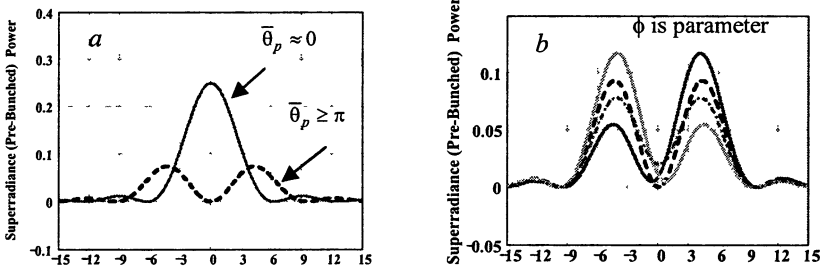 Superradiance (Pre-Bunched) Power
0.4
0.3
0.2
0.1
0
-0.1
a
θ̅p ≈ 0
θ̅p ≥ π
-15 -12 -9 -6 -3 0 3 6 9 12 15
Superradiance (Pre-Bunched) Power
0.1
0.05
0
-0.05
b
ϕ is parameter
-15 -12 -9 -6 -3 0 3 6 9 12 15